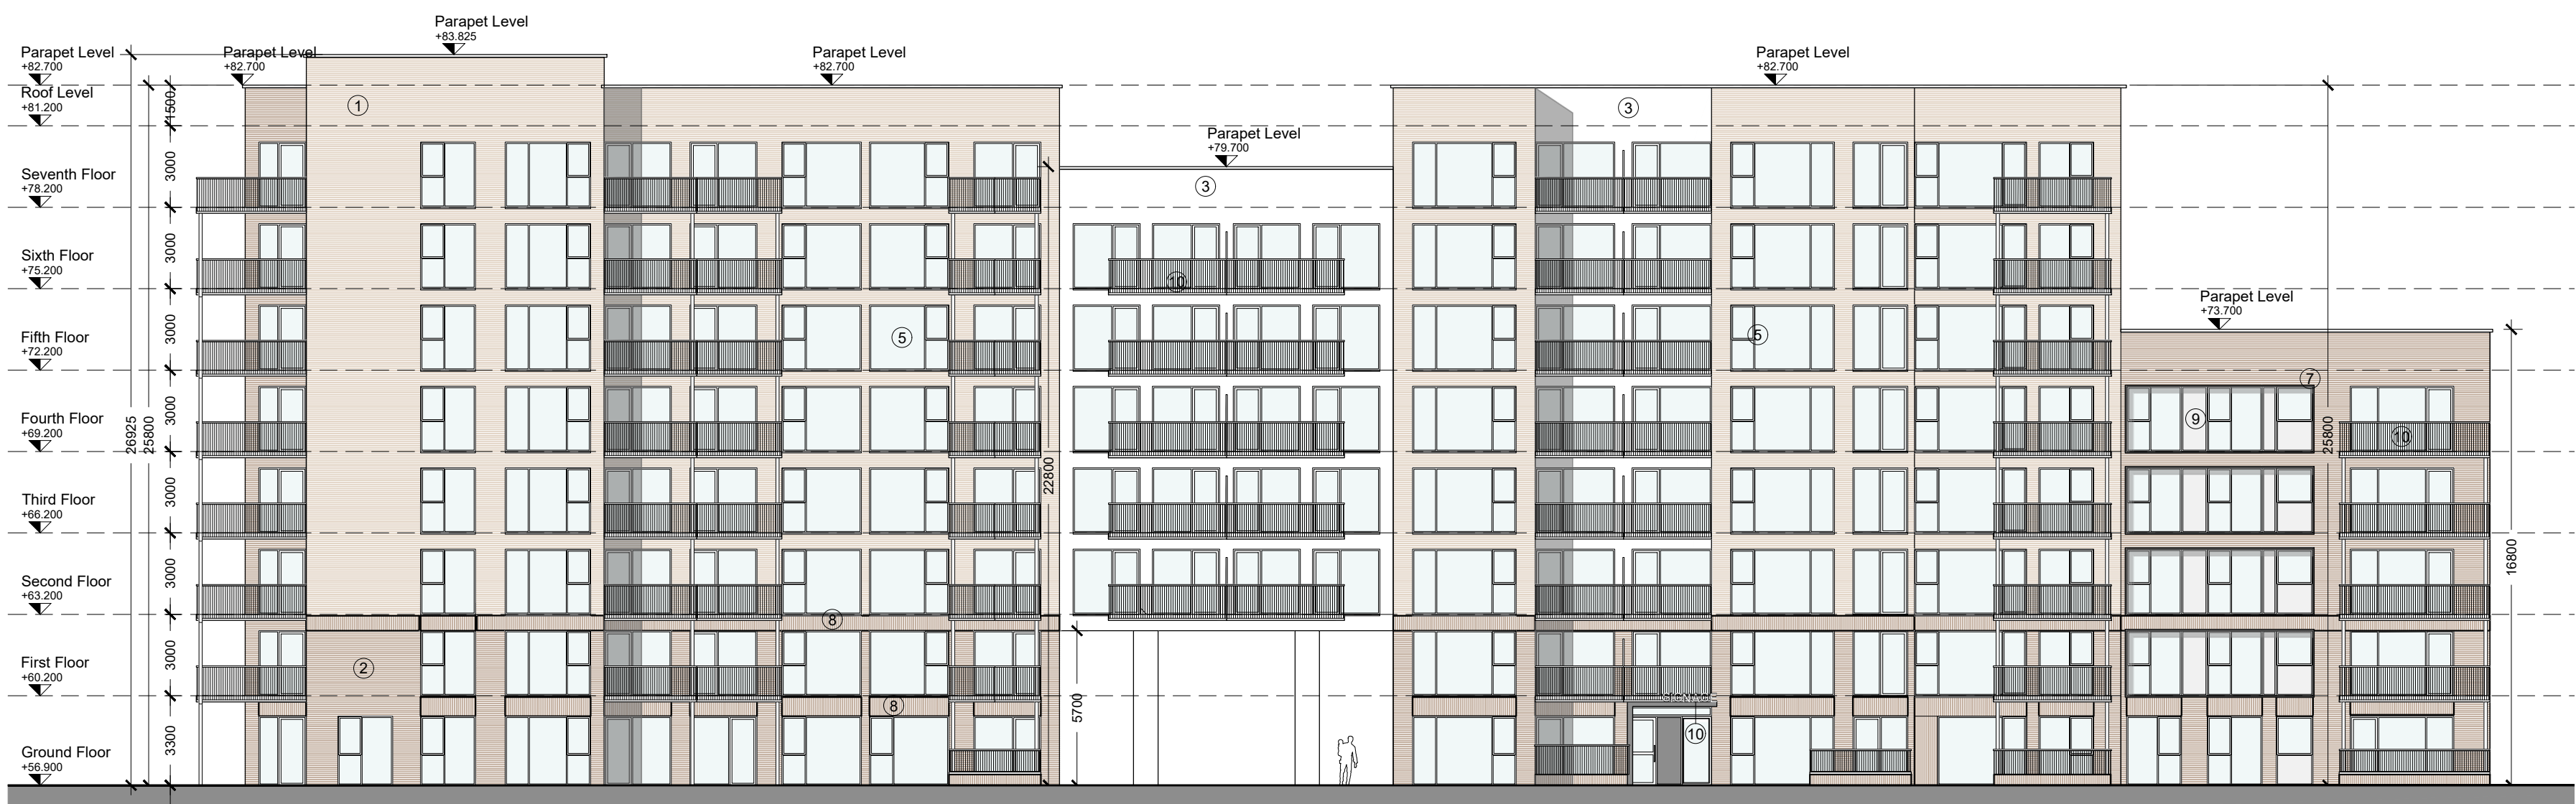 Parapet Level
+83.825
Parapet Level
+82.700
Parapet Level
+82.700
Parapet Level
+82.700
Parapet Level
+82.700
Roof Level
+81.200
1500
1
3
Parapet Level
+79.700
3
Seventh Floor
+78.200
3000
Sixth Floor
+75.200
3000
10
Parapet Level
+73.700
Fifth Floor
+72.200
3000
5
5
7
Fourth Floor
+69.200
3000
26925
25800
9
10
25800
22800
Third Floor
+66.200
3000
Second Floor
+63.200
3000
16800
8
First Floor
+60.200
3000
2
8
5700
SIGNAGE
10
Ground Floor
+56.900
3300